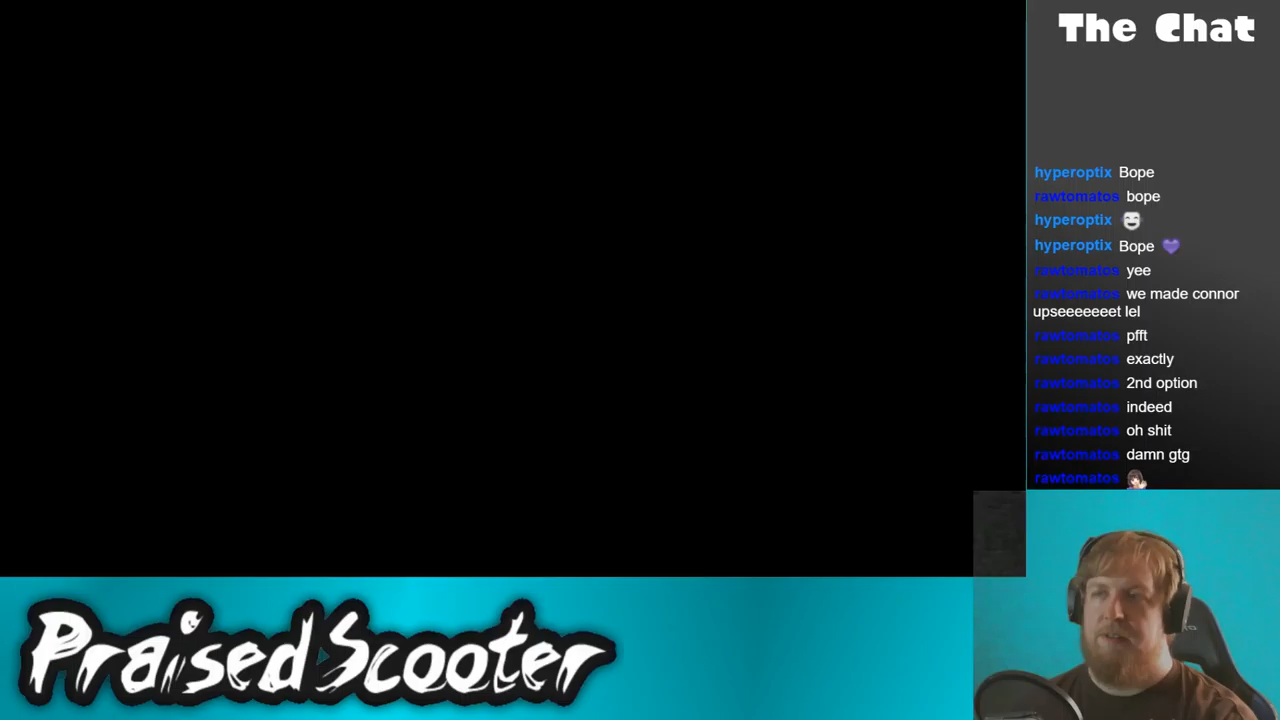 The Chat
hyperoptix Bope
rawtomatos bope
hyperoptix
hyperoptix Bope
rawtomatos yee
rawtomatos we made connor
upseeeeeeet lel
rawtomatos pfft
rawtomatos exactly
rawtomatos 2nd option
rawtomatos indeed
rawtomatos oh shit
rawtomatos damn gtg
rawtomatos
PraisedScooter